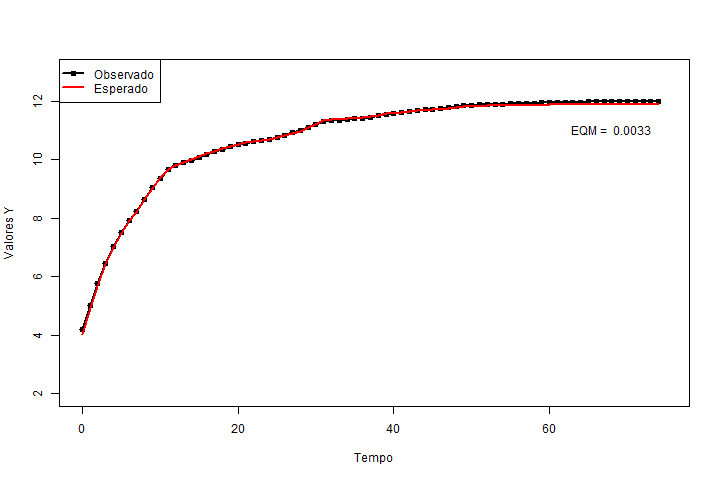 Observado
Esperado
12
10
8
6
4
2
Valores Y
EQM = 0.0033
0
20
40
60
Tempo